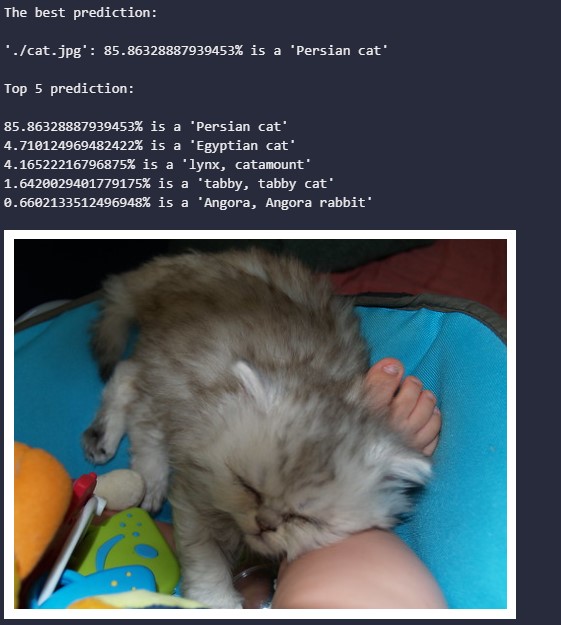 The best prediction:
'./cat.jpg': 85.86328887939453% is a 'Persian cat'
Top 5 prediction:
85.86328887939453% is a 'Persian cat'
4.710124969482422% is a 'Egyptian cat'
4.16522216796875% is a 'lynx, catamount'
1.6420029401779175% is a 'tabby, tabby cat'
0.6602133512496948% is a 'Angora, Angora rabbit'